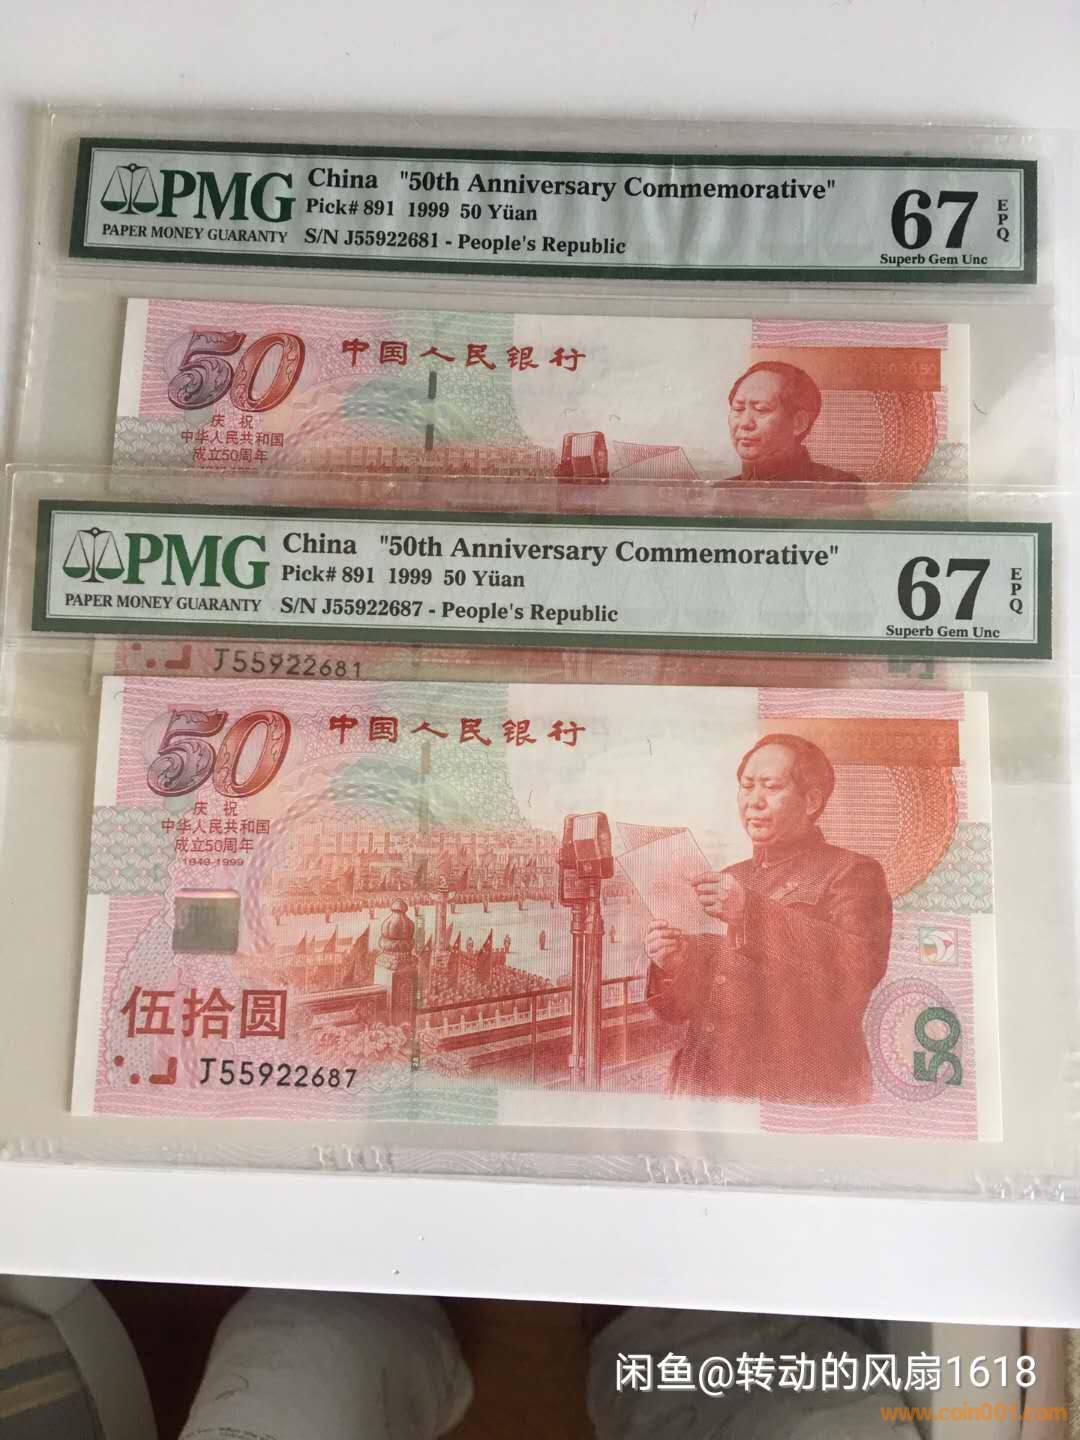 PMG
PAPER MONEY GUARANTY
China "50th Anniversary Commemorative"
Pick# 891 1999 50 Yüan
S/N J55922681 - People's Republic
67
EPQ
Superb Gem Unc
50
中国人民银行
庆祝
中华人民共和国
成立50周年
PMG
PAPER MONEY GUARANTY
China "50th Anniversary Commemorative"
Pick# 891 1999 50 Yüan
S/N J55922687 - People's Republic
67
EPQ
Superb Gem Unc
J55922681
50
中国人民银行
庆祝
中华人民共和国
成立50周年
1949-1999
伍拾圆
J55922687
50
闲鱼@转动的风扇1618
www.coin001.com